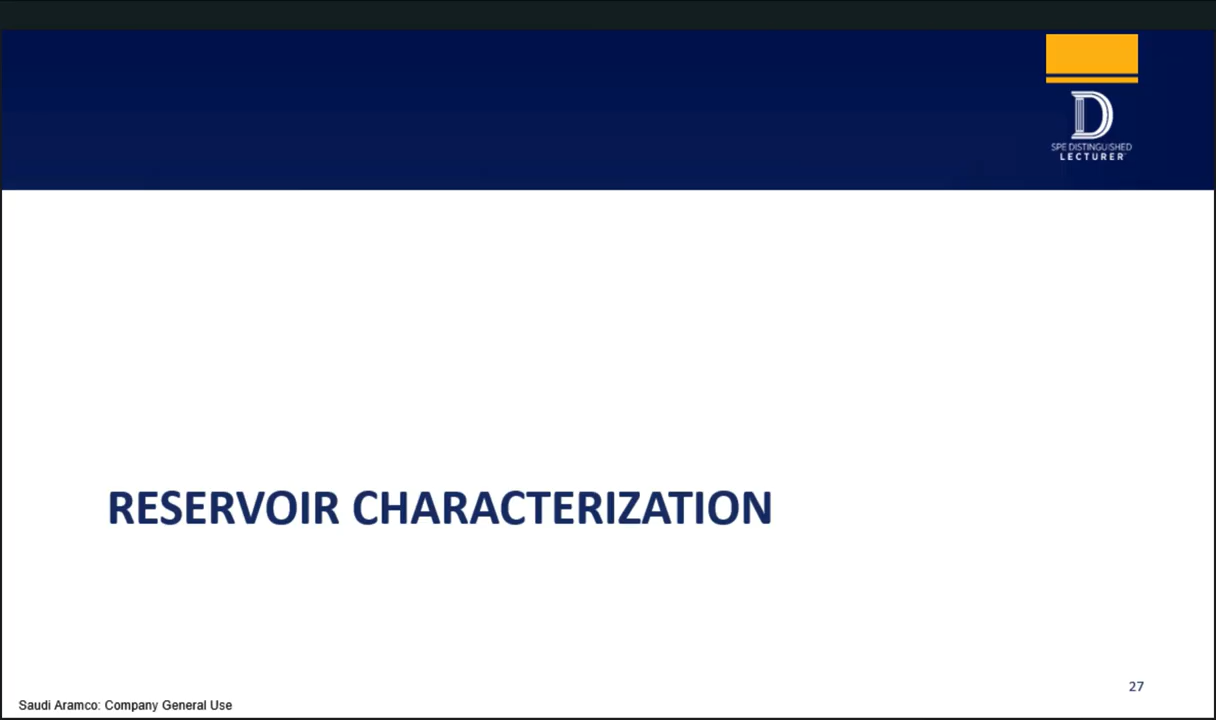 SPE DISTINGUISHED
LECTURER
RESERVOIR CHARACTERIZATION
27
Saudi Aramco: Company General Use